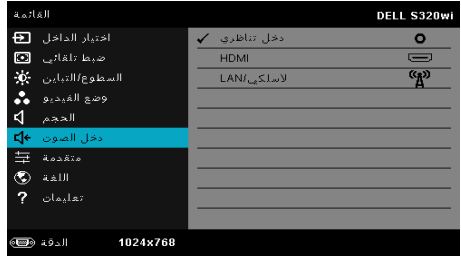 القائمة
DELL S320wi
اختيار الداخل
ضبط تلقائي
السطوع/التباين
وضع الفيديو
الحجم
دخل الصوت
متقدمة
اللغة
تعليمات
دخل تناظري
HDMI
لاسلكي/LAN
الدقة 1024x768